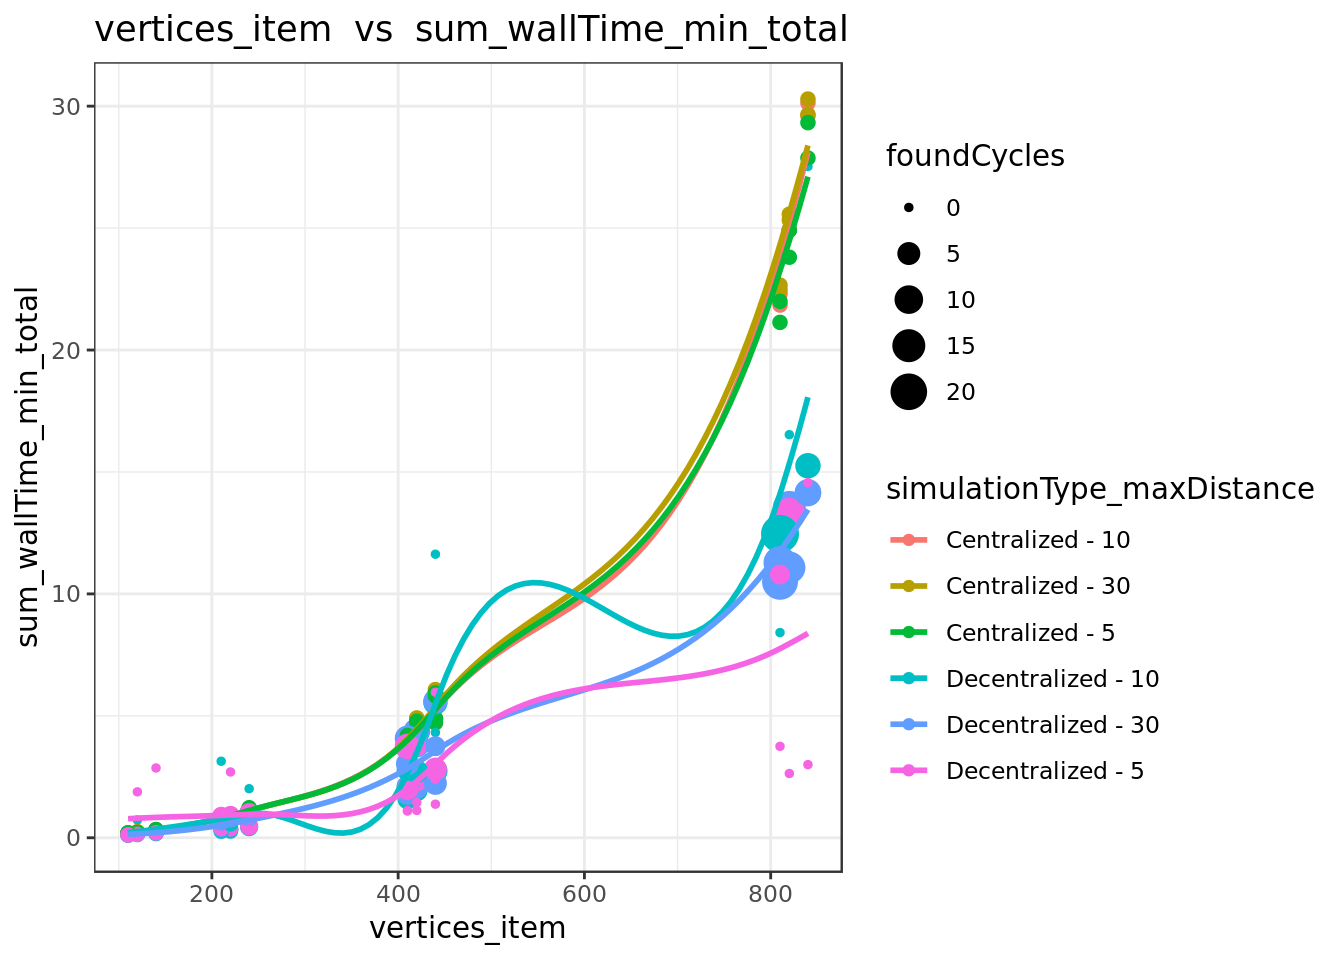 vertices_item vs sum_wallTime_min_total
sum_wallTime_min_total
30
20
10
0
200 400 600 800
vertices_item
foundCycles
0
5
10
15
20
simulationType_maxDistance
Centralized - 10
Centralized - 30
Centralized - 5
Decentralized - 10
Decentralized - 30
Decentralized - 5